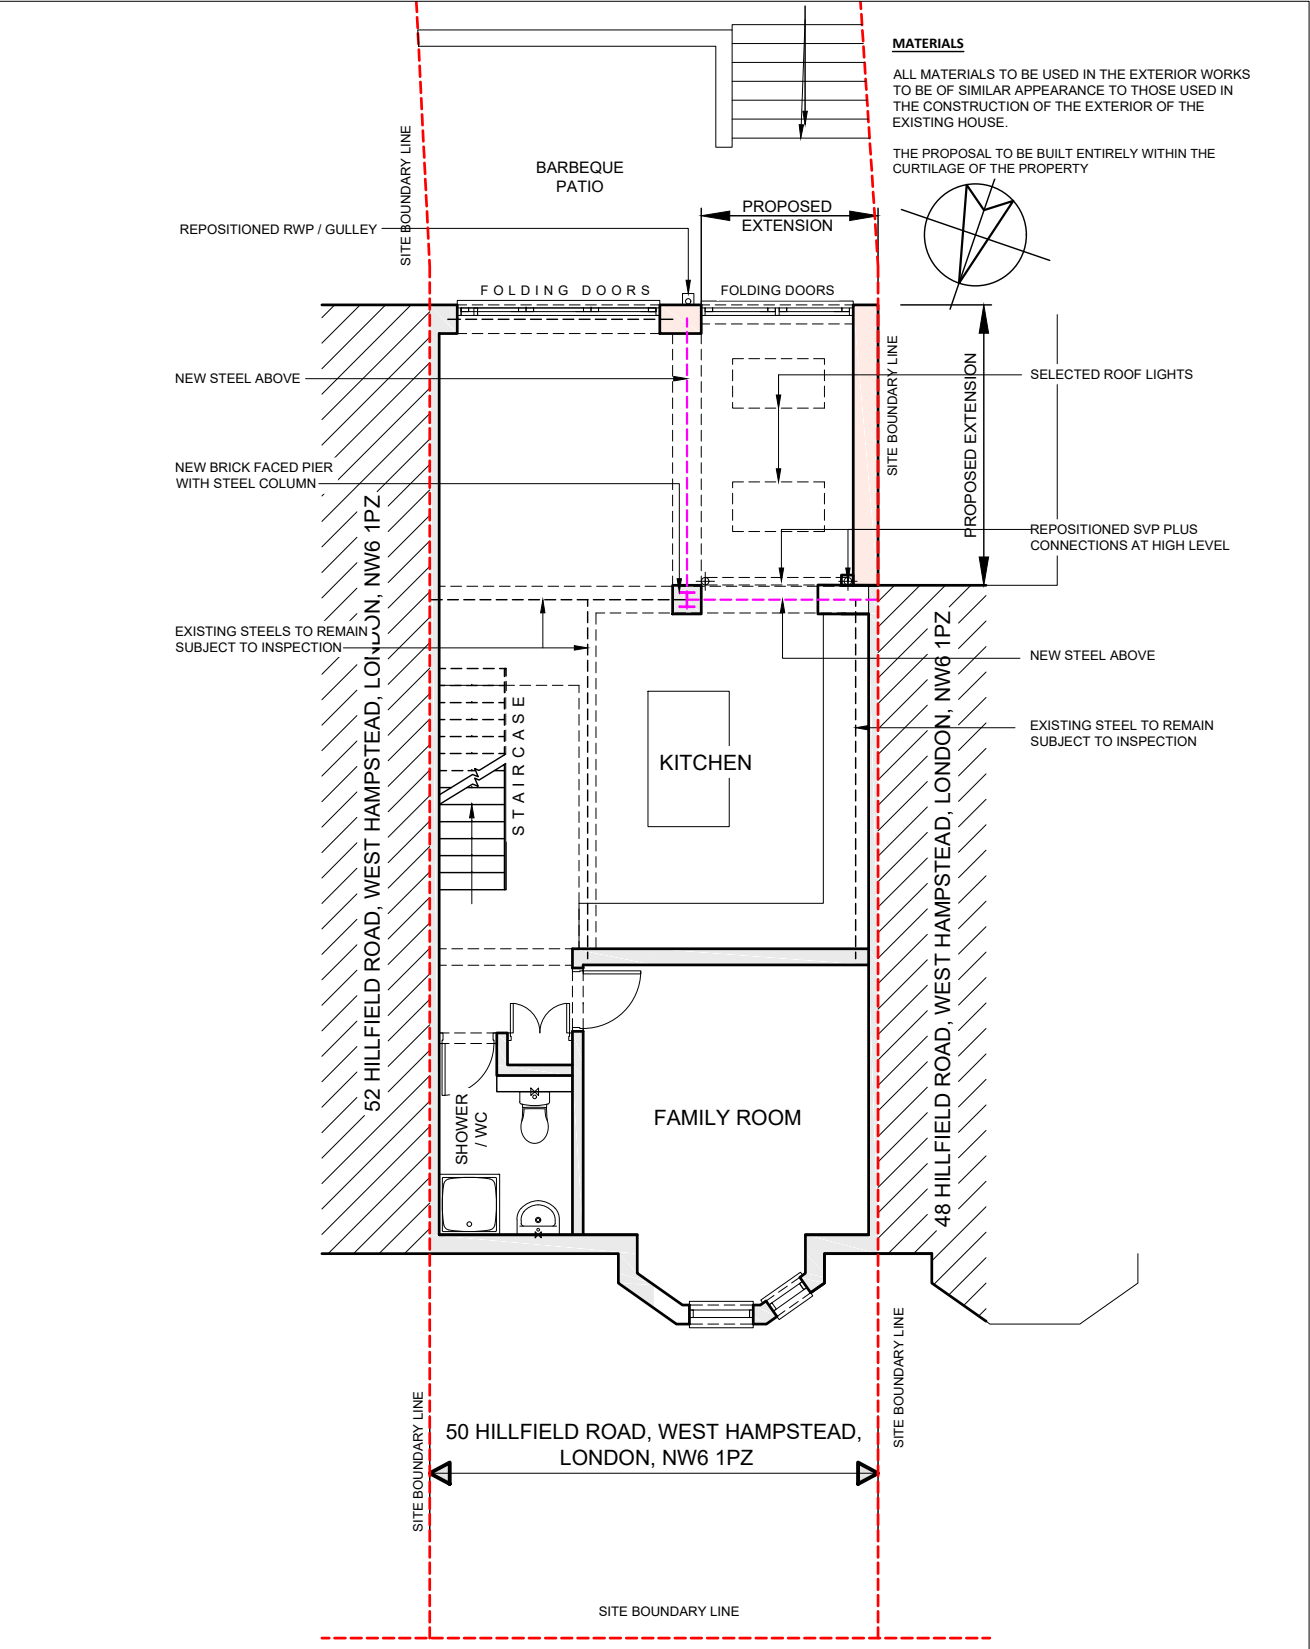 MATERIALS
ALL MATERIALS TO BE USED IN THE EXTERIOR WORKS
TO BE OF SIMILAR APPEARANCE TO THOSE USED IN
THE CONSTRUCTION OF THE EXTERIOR OF THE
EXISTING HOUSE.
THE PROPOSAL TO BE BUILT ENTIRELY WITHIN THE
CURTILAGE OF THE PROPERTY
SITE BOUNDARY LINE
BARBEQUE
PATIO
PROPOSED
EXTENSION
REPOSITIONED RWP / GULLEY
FOLDING DOORS
FOLDING DOORS
NEW STEEL ABOVE
SITE BOUNDARY LINE
PROPOSED EXTENSION
SELECTED ROOF LIGHTS
NEW BRICK FACED PIER
WITH STEEL COLUMN
REPOSITIONED SVP PLUS
CONNECTIONS AT HIGH LEVEL
EXISTING STEELS TO REMAIN
SUBJECT TO INSPECTION
NEW STEEL ABOVE
52 HILLFIELD ROAD, WEST HAMPSTEAD, LONDON, NW6 1PZ
STAIRCASE
KITCHEN
EXISTING STEEL TO REMAIN
SUBJECT TO INSPECTION
48 HILLFIELD ROAD, WEST HAMPSTEAD, LONDON, NW6 1PZ
SHOWER
/ WC
FAMILY ROOM
SITE BOUNDARY LINE
SITE BOUNDARY LINE
50 HILLFIELD ROAD, WEST HAMPSTEAD,
LONDON, NW6 1PZ
SITE BOUNDARY LINE